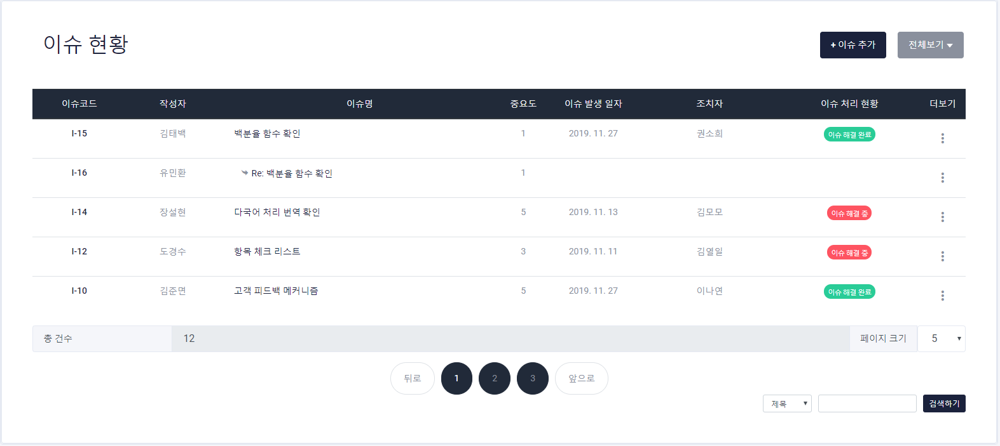 이슈 현황
+ 이슈 추가 전체보기
이슈코드 작성자 이슈명 중요도 이슈 발생 일자 조치자 이슈 처리 현황 더보기
I-15 김태백 백분율 함수 확인 1 2019. 11. 27 권소희 이슈 해결 완료
I-16 유민환 Re: 백분율 함수 확인 1
I-14 장설현 다국어 처리 번역 확인 5 2019. 11. 13 김모모 이슈 해결 중
I-12 도경수 항목 체크 리스트 3 2019. 11. 11 김열일 이슈 해결 중
I-10 김준면 고객 피드백 메커니즘 5 2019. 11. 27 이나연 이슈 해결 완료
총 건수 12 페이지 크기 5
뒤로 1 2 3 앞으로
제목 검색하기